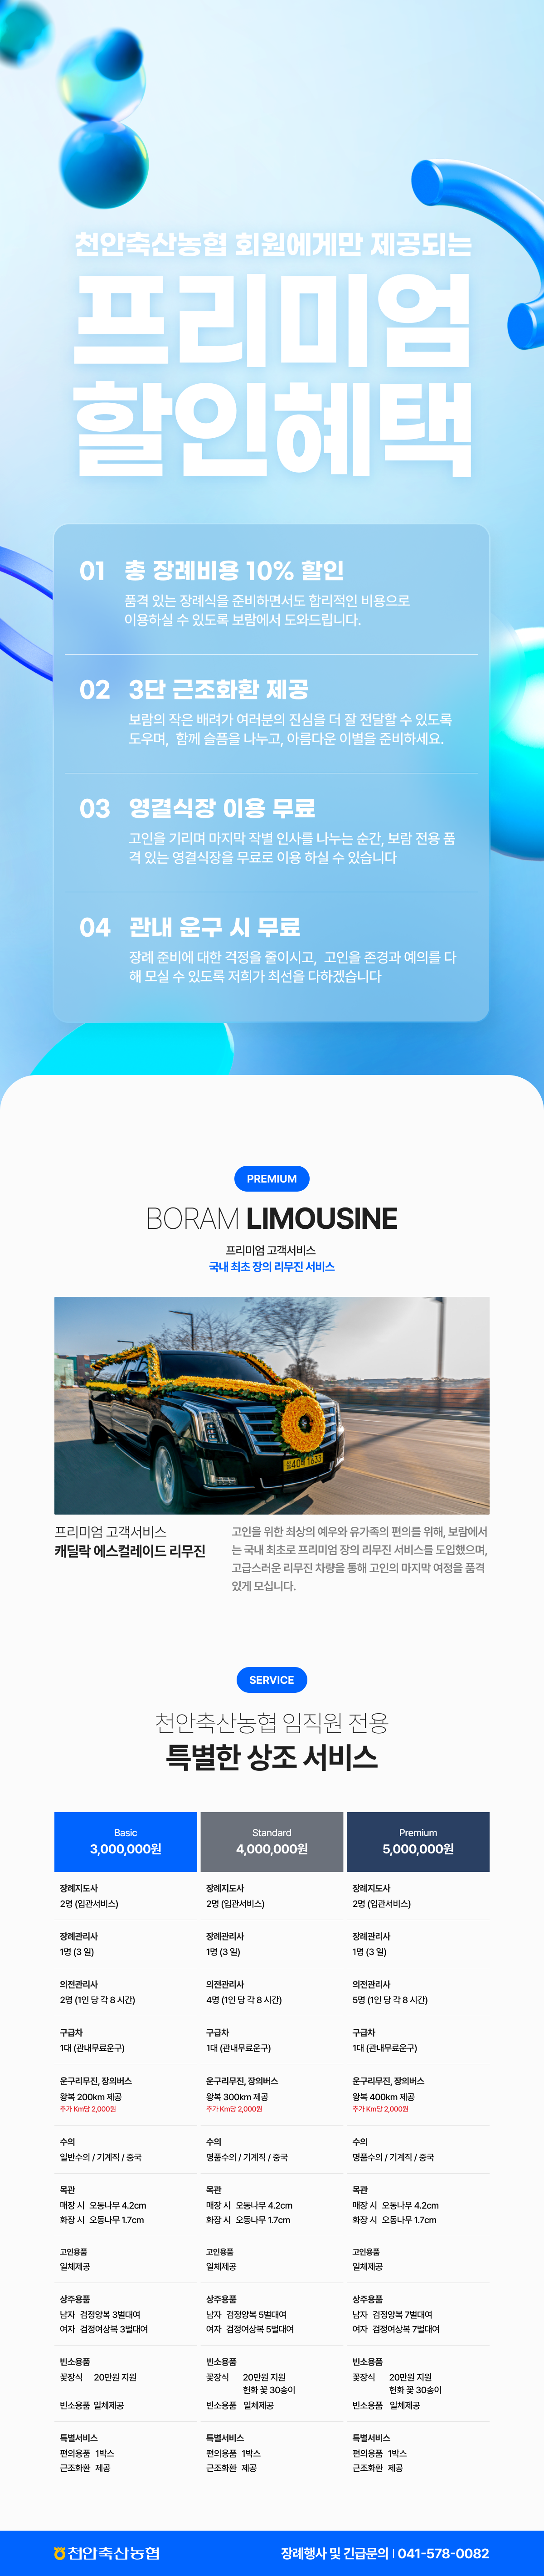 천안축산농협 회원에게만 제공되는
프리미엄
할인혜택
01 총 장례비용 10% 할인
품격 있는 장례식을 준비하면서도 합리적인 비용으로
이용하실 수 있도록 보람에서 도와드립니다.
02 3단 근조화환 제공
보람의 작은 배려가 여러분의 진심을 더 잘 전달할 수 있도록
도우며, 함께 슬픔을 나누고, 아름다운 이별을 준비하세요.
03 영결식장 이용 무료
고인을 기리며 마지막 작별 인사를 나누는 순간, 보람 전용 품
격 있는 영결식장을 무료로 이용 하실 수 있습니다
04 관내 운구 시 무료
장례 준비에 대한 걱정을 줄이시고, 고인을 존경과 예의를 다
해 모실 수 있도록 저희가 최선을 다하겠습니다
PREMIUM
BORAM LIMOUSINE
프리미엄 고객서비스
국내 최초 장의 리무진 서비스
프리미엄 고객서비스
캐딜락 에스컬레이드 리무진
고인을 위한 최상의 예우와 유가족의 편의를 위해, 보람에서
는 국내 최초로 프리미엄 장의 리무진 서비스를 도입했으며,
고급스러운 리무진 차량을 통해 고인의 마지막 여정을 품격
있게 모십니다.
SERVICE
천안축산농협 임직원 전용
특별한 상조 서비스
Basic Standard Premium
3,000,000원 4,000,000원 5,000,000원
장례지도사 장례지도사 장례지도사
2명 (입관서비스) 2명 (입관서비스) 2명 (입관서비스)
장례관리사 장례관리사 장례관리사
1명 (3 일) 1명 (3 일) 1명 (3 일)
의전관리사 의전관리사 의전관리사
2명 (1인 당 각 8 시간) 4명 (1인 당 각 8 시간) 5명 (1인 당 각 8 시간)
구급차 구급차 구급차
1대 (관내무료운구) 1대 (관내무료운구) 1대 (관내무료운구)
운구리무진, 장의버스 운구리무진, 장의버스 운구리무진, 장의버스
왕복 200km 제공 왕복 300km 제공 왕복 400km 제공
추가 Km당 2,000원 추가 Km당 2,000원 추가 Km당 2,000원
수의 수의 수의
일반수의 / 기계직 / 중국 명품수의 / 기계직 / 중국 명품수의 / 기계직 / 중국
목관 목관 목관
매장 시 오동나무 4.2cm 매장 시 오동나무 4.2cm 매장 시 오동나무 4.2cm
화장 시 오동나무 1.7cm 화장 시 오동나무 1.7cm 화장 시 오동나무 1.7cm
고인용품 고인용품 고인용품
일체제공 일체제공 일체제공
상주용품 상주용품 상주용품
남자 검정양복 3벌대여 남자 검정양복 5벌대여 남자 검정양복 7벌대여
여자 검정여상복 3벌대여 여자 검정여상복 5벌대여 여자 검정여상복 7벌대여
빈소용품 빈소용품 빈소용품
꽃장식 20만원 지원 꽃장식 20만원 지원 꽃장식 20만원 지원
헌화 꽃 30송이 헌화 꽃 30송이
빈소용품 일체제공 빈소용품 일체제공 빈소용품 일체제공
특별서비스 특별서비스 특별서비스
편의용품 1박스 편의용품 1박스 편의용품 1박스
근조화환 제공 근조화환 제공 근조화환 제공
천안축산농협 장례행사 및 긴급문의 | 041-578-0082